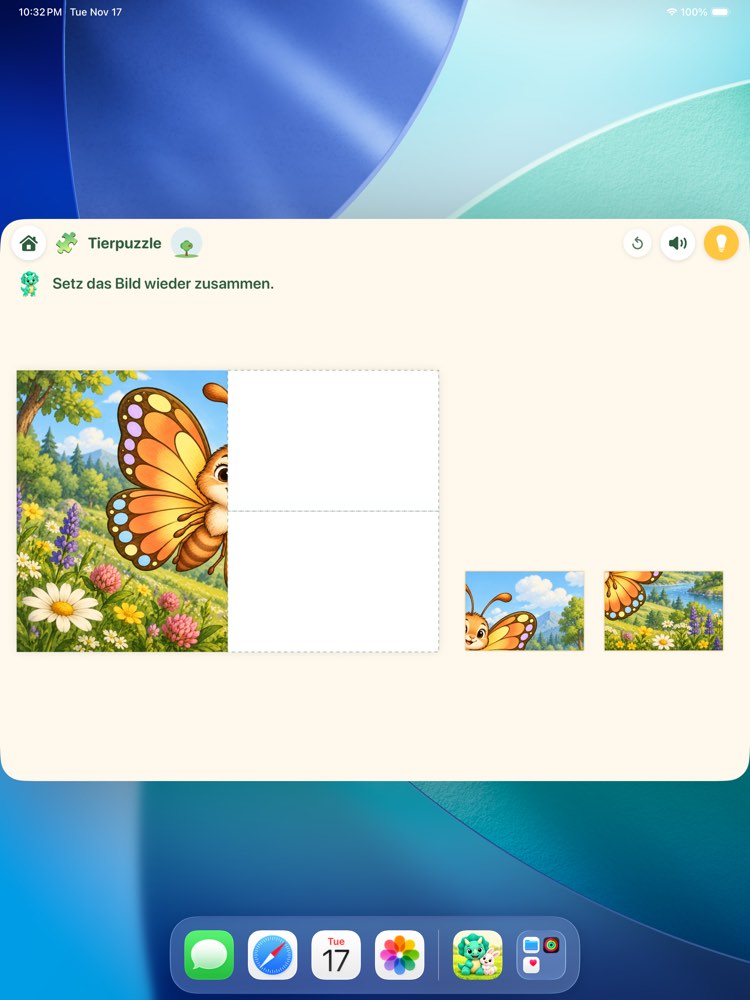 10:32 PM Tue Nov 17
100%
Tierpuzzle
Setz das Bild wieder zusammen.
Tue
17